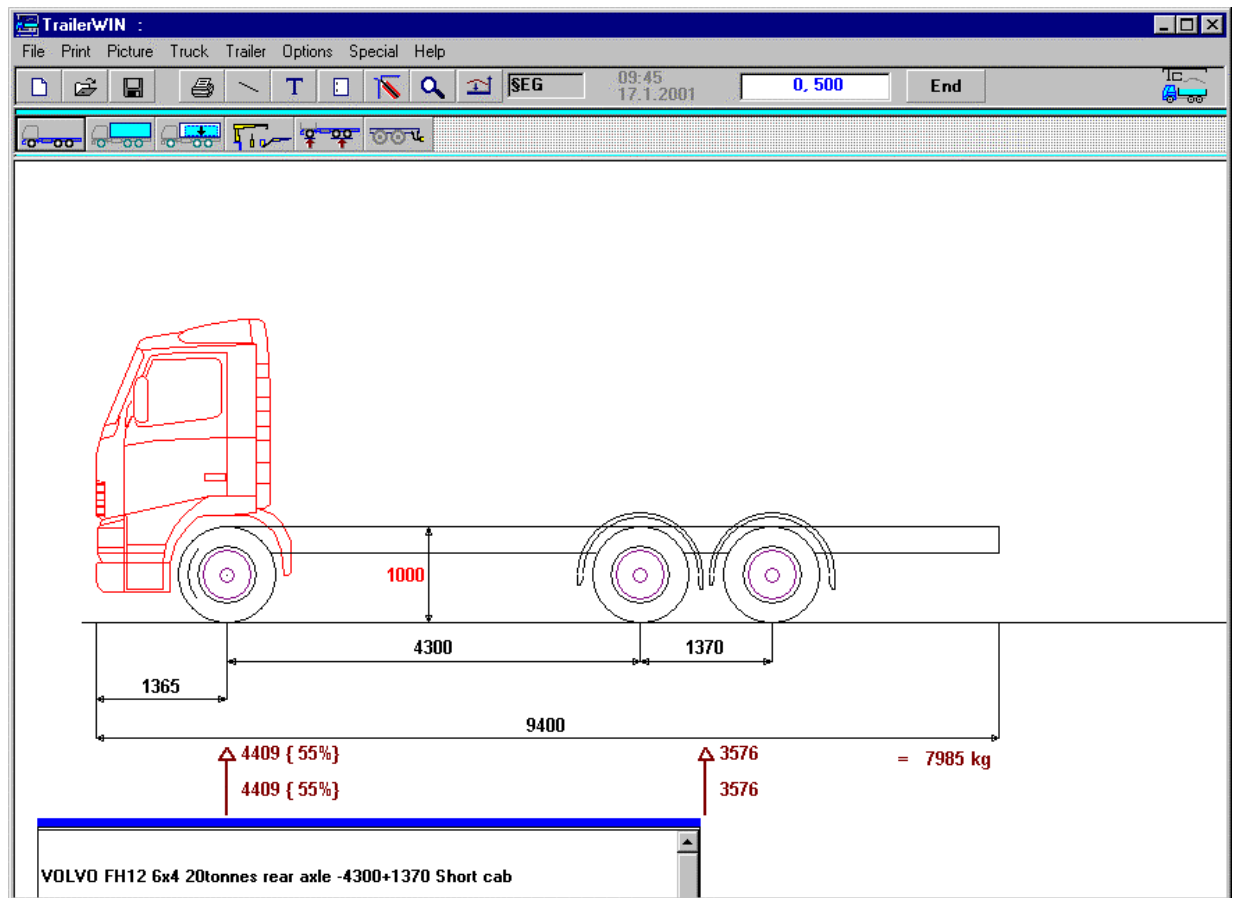 TrailerWIN :
File Print Picture Truck Trailer Options Special Help
T §EG 09:45 0, 500 End
17.1.2001
1000
4300 1370
1365
9400
4409 { 55%} 3576 = 7985 kg
4409 { 55%} 3576
VOLVO FH12 6x4 20tonnes rear axle -4300+1370 Short cab